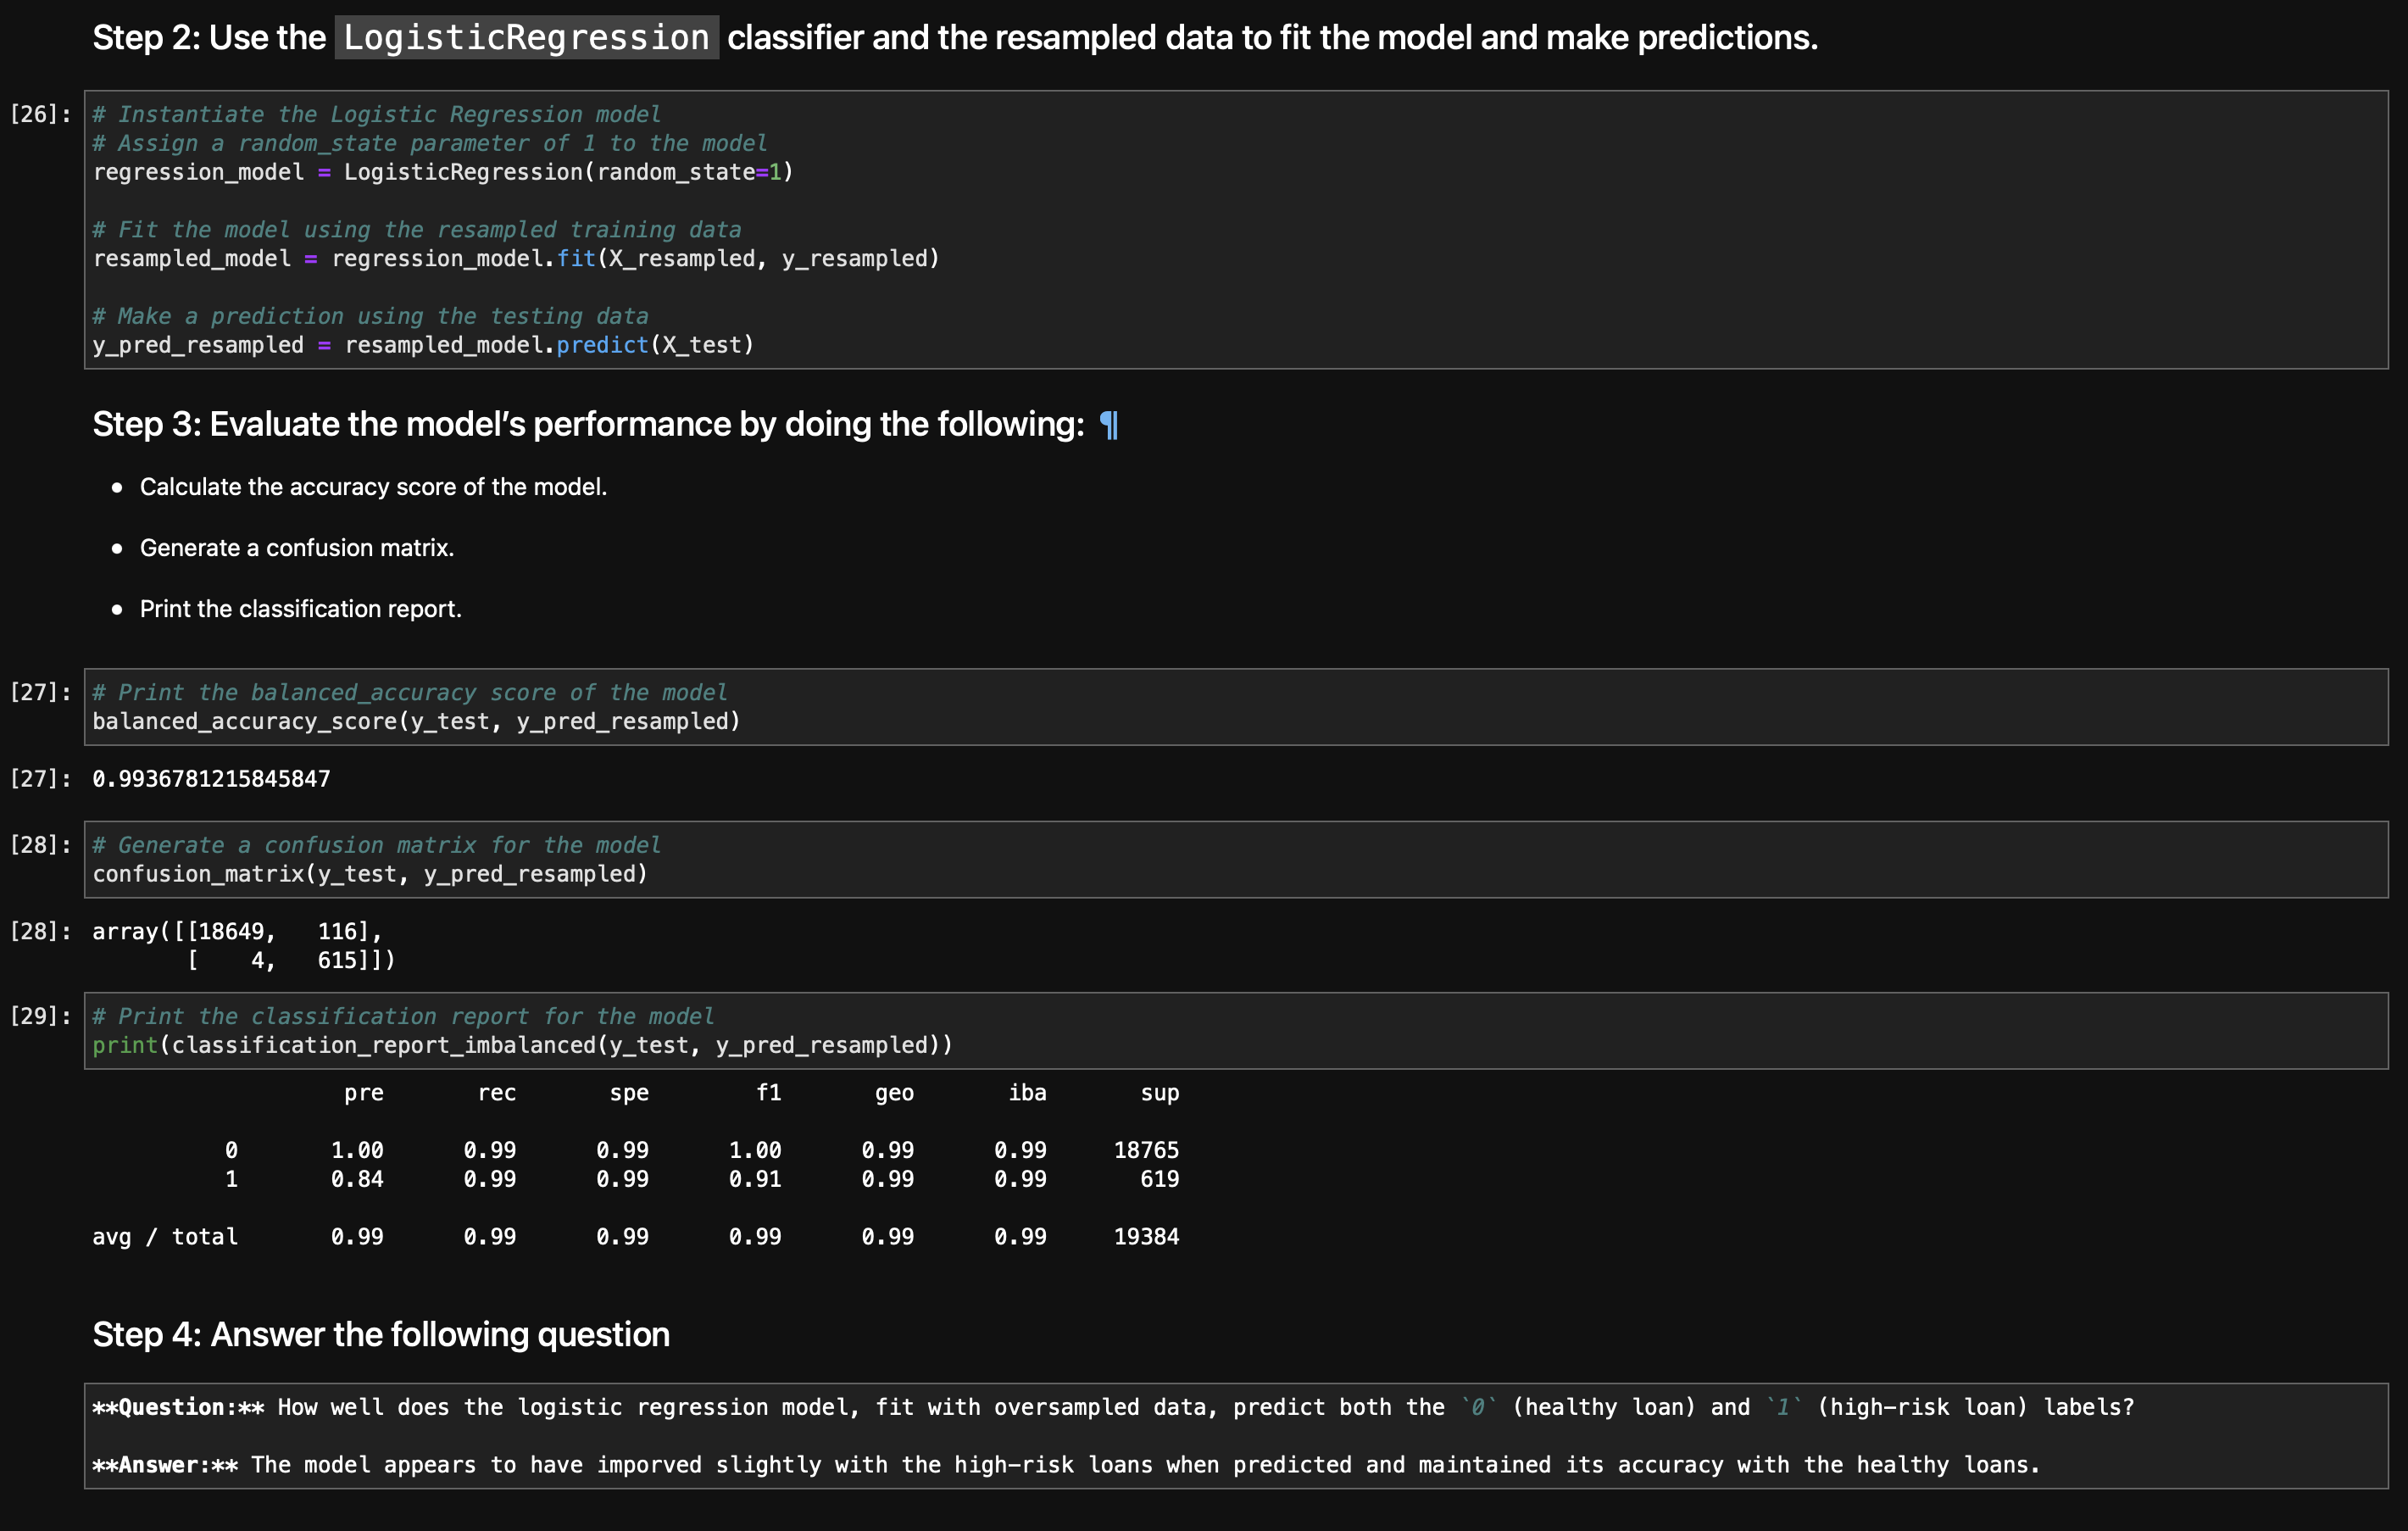 Step 2: Use the LogisticRegression classifier and the resampled data to fit the model and make predictions.
[26]: # Instantiate the Logistic Regression model
# Assign a random_state parameter of 1 to the model
regression_model = LogisticRegression(random_state=1)
# Fit the model using the resampled training data
resampled_model = regression_model.fit(X_resampled, y_resampled)
# Make a prediction using the testing data
y_pred_resampled = resampled_model.predict(X_test)
Step 3: Evaluate the model’s performance by doing the following: ¶
• Calculate the accuracy score of the model.
• Generate a confusion matrix.
• Print the classification report.
[27]: # Print the balanced_accuracy score of the model
balanced_accuracy_score(y_test, y_pred_resampled)
[27]: 0.9936781215845847
[28]: # Generate a confusion matrix for the model
confusion_matrix(y_test, y_pred_resampled)
[28]: array([[18649,   116],
       [    4,   615]])
[29]: # Print the classification report for the model
print(classification_report_imbalanced(y_test, y_pred_resampled))
pre rec spe f1 geo iba sup
0 1.00 0.99 0.99 1.00 0.99 0.99 18765
1 0.84 0.99 0.99 0.91 0.99 0.99 619
avg / total 0.99 0.99 0.99 0.99 0.99 0.99 19384
Step 4: Answer the following question
**Question:** How well does the logistic regression model, fit with oversampled data, predict both the `0` (healthy loan) and `1` (high-risk loan) labels?
**Answer:** The model appears to have imporved slightly with the high-risk loans when predicted and maintained its accuracy with the healthy loans.